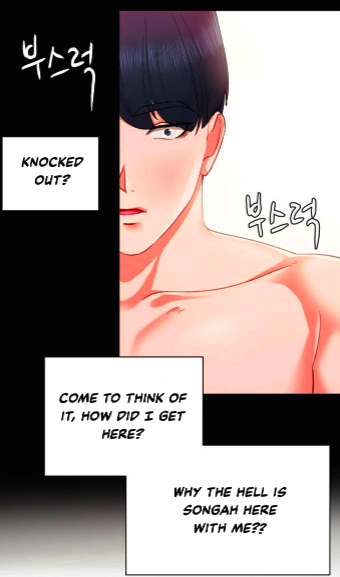 부스럭
KNOCKED
OUT?
부스럭
COME TO THINK OF
IT, HOW DID I GET
HERE?
WHY THE HELL IS
SONGAH HERE
WITH ME??